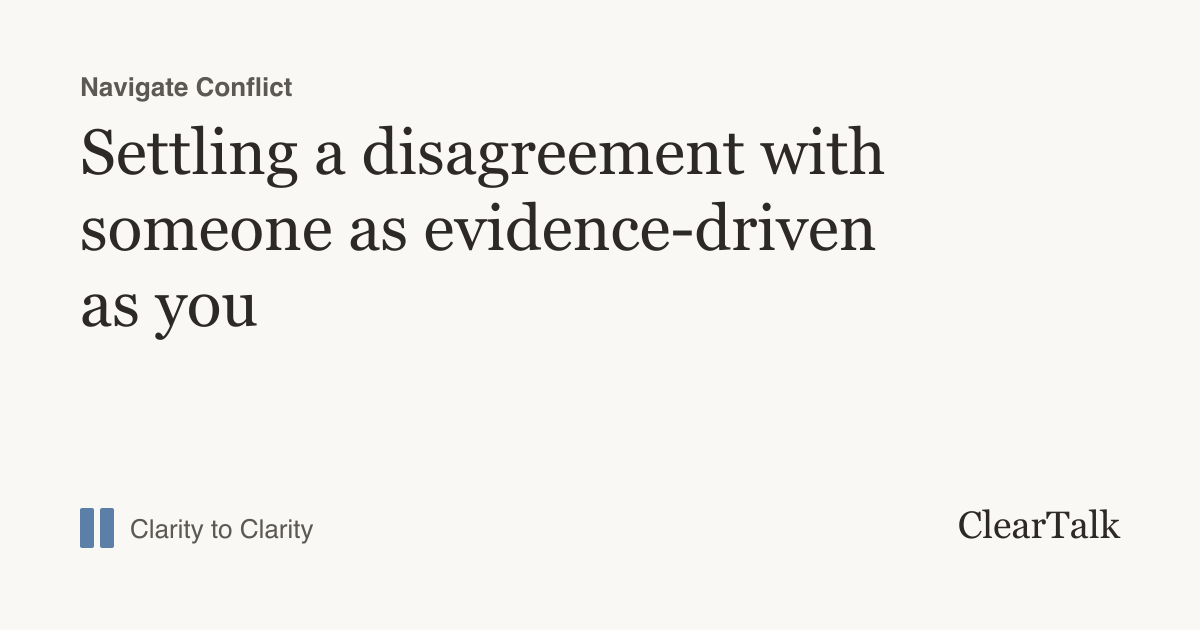 Navigate Conflict
Settling a disagreement with
someone as evidence-driven
as you
Clarity to Clarity
ClearTalk